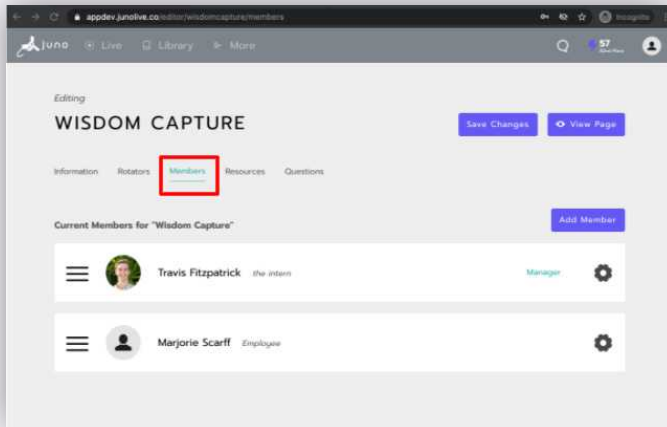 appdev.junolive.co/editor/wisdomcapture/members
Incognito
juno Live Library More
57
Editing
WISDOM CAPTURE
Save Changes View Page
Information Rotators Members Resources Questions
Current Members for "Wisdom Capture"
Add Member
Travis Fitzpatrick the intern Manager
Marjorie Scarff Employee